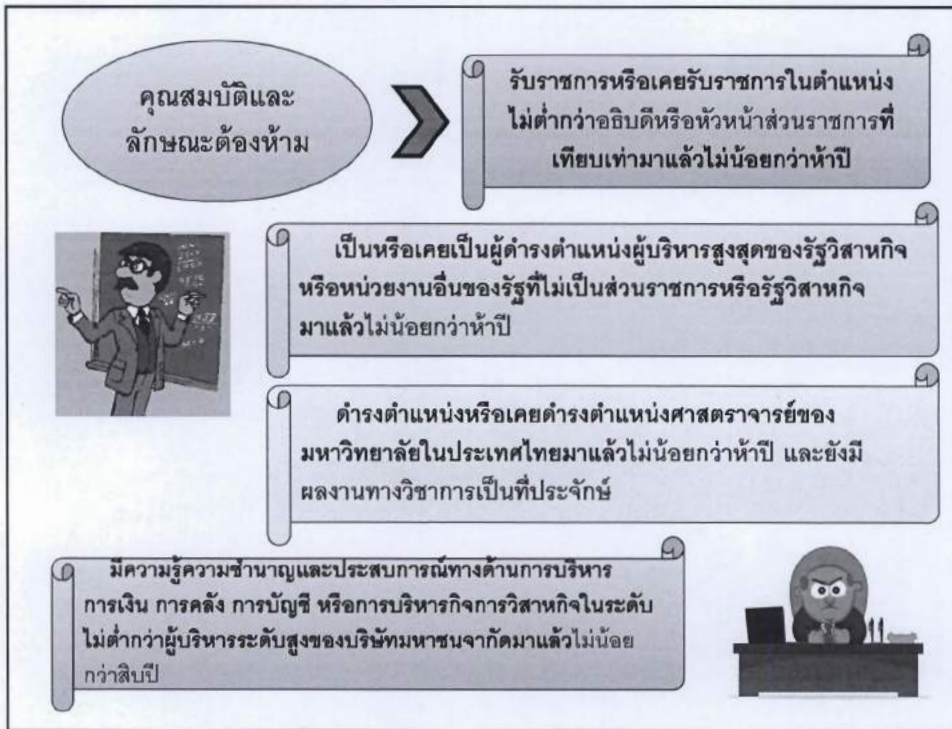 คุณสมบัติและ
ลักษณะต้องห้าม
รับราชการหรือเคยรับราชการในตำแหน่ง
ไม่ต่ำกว่าอธิบดีหรือหัวหน้าส่วนราชการที่
เทียบเท่ามาแล้วไม่น้อยกว่าห้าปี
เป็นหรือเคยเป็นผู้ดำรงตำแหน่งผู้บริหารสูงสุดของรัฐวิสาหกิจ
หรือหน่วยงานอื่นของรัฐที่ไม่เป็นส่วนราชการหรือรัฐวิสาหกิจ
มาแล้วไม่น้อยกว่าห้าปี
ดำรงตำแหน่งหรือเคยดำรงตำแหน่งศาสตราจารย์ของ
มหาวิทยาลัยในประเทศไทยมาแล้วไม่น้อยกว่าห้าปี และยังมี
ผลงานทางวิชาการเป็นที่ประจักษ์
มีความรู้ความชำนาญและประสบการณ์ทางด้านการบริหาร
การเงิน การคลัง การบัญชี หรือการบริหารกิจการวิสาหกิจในระดับ
ไม่ต่ำกว่าผู้บริหารระดับสูงของบริษัทมหาชนจำกัดมาแล้วไม่น้อย
กว่าสิบปี